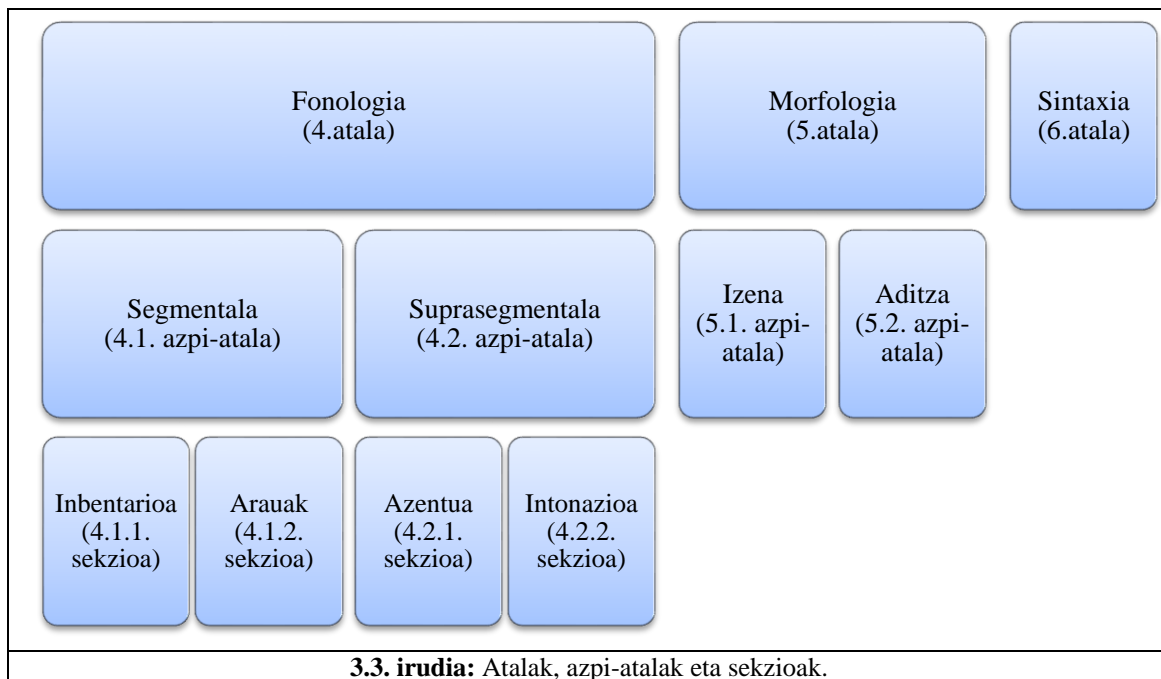 Fonologia
(4.atala)
Morfologia
(5.atala)
Sintaxia
(6.atala)
Segmentala
(4.1. azpi-atala)
Suprasegmentala
(4.2. azpi-atala)
Izena
(5.1. azpi-
atala)
Aditza
(5.2. azpi-
atala)
Inbentarioa
(4.1.1.
sekzioa)
Arauak
(4.1.2.
sekzioa)
Azentua
(4.2.1.
sekzioa)
Intonazioa
(4.2.2.
sekzioa)
3.3. irudia: Atalak, azpi-atalak eta sekzioak.